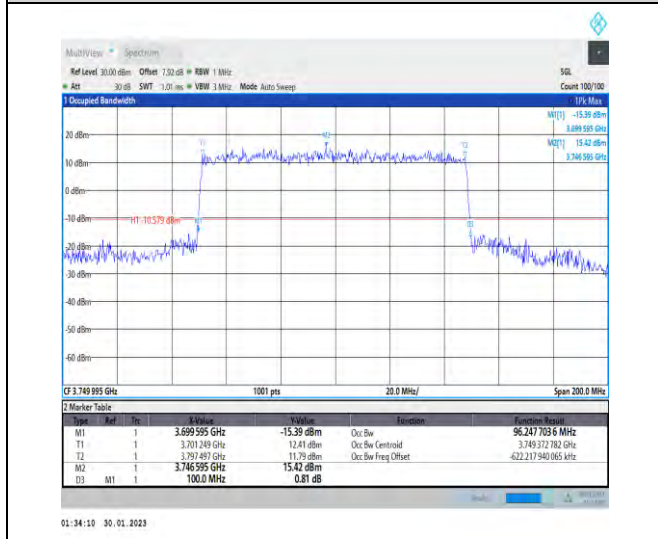 MultiView Spectrum
Ref Level 30.00 dBm Offset 7.92 dB RBW 1 MHz SGL
Att 30 dB SWT 1.01 ms VBW 3 MHz Mode Auto Sweep Count 100/100
1 Occupied Bandwidth 1Pk Max
M1[1] -15.39 dBm
3.699 595 GHz
M2[1] 15.42 dBm
3.746 595 GHz
20 dBm
T1 M2 T2
10 dBm
0 dBm
-10 dBm
H1 -10.579 dBm
M1
D3
-20 dBm
-30 dBm
-40 dBm
-50 dBm
-60 dBm
CF 3.749 995 GHz 1001 pts 20.0 MHz/ Span 200.0 MHz
2 Marker Table
Type Ref Trc X-Value Y-Value Function Function Result
M1 1 3.699 595 GHz -15.39 dBm Occ Bw 96.247 703 6 MHz
T1 1 3.701 249 GHz 12.41 dBm Occ Bw Centroid 3.749 372 782 GHz
T2 1 3.797 497 GHz 11.79 dBm Occ Bw Freq Offset -622.217 940 065 kHz
M2 1 3.746 595 GHz 15.42 dBm
D3 M1 1 100.0 MHz 0.81 dB
01:34:10 30.01.2023